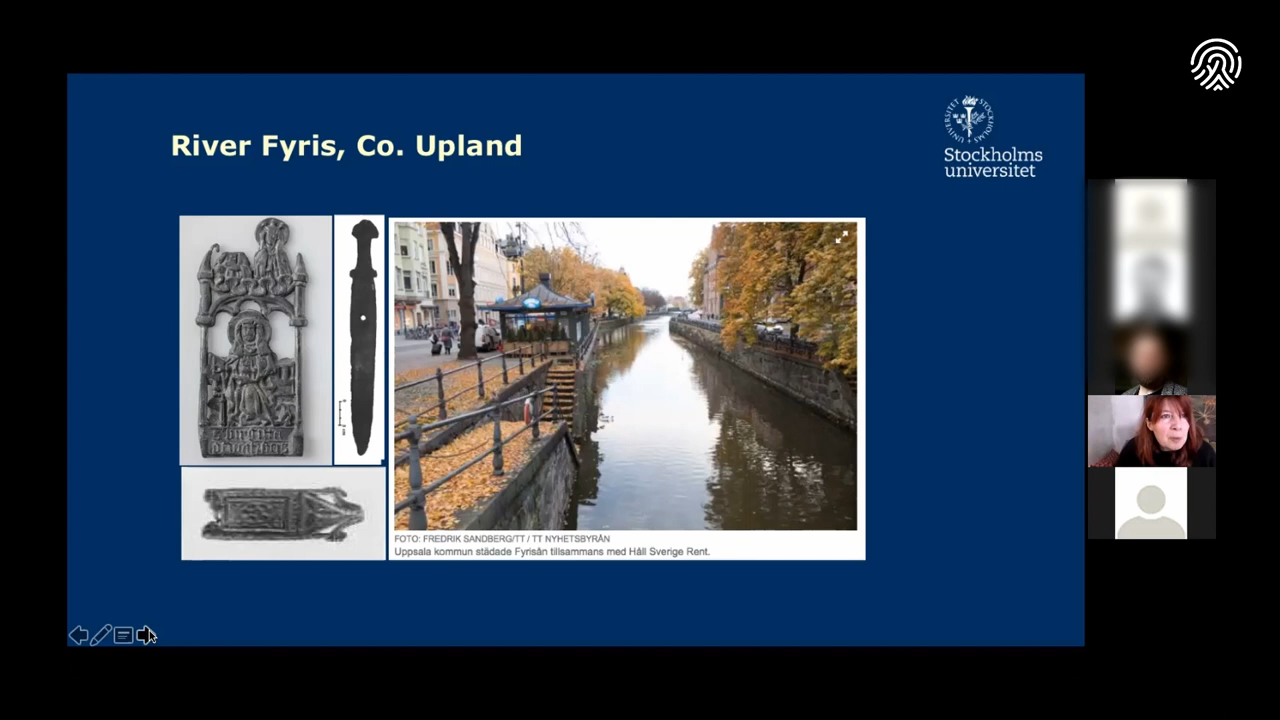 River Fyris, Co. Upland
Stockholms
universitet
FOTO: FREDRIK SANDBERG/TT / TT NYHETSBYRÅN
Uppsala kommun städade Fyrisån tillsammans med Håll Sverige Rent.